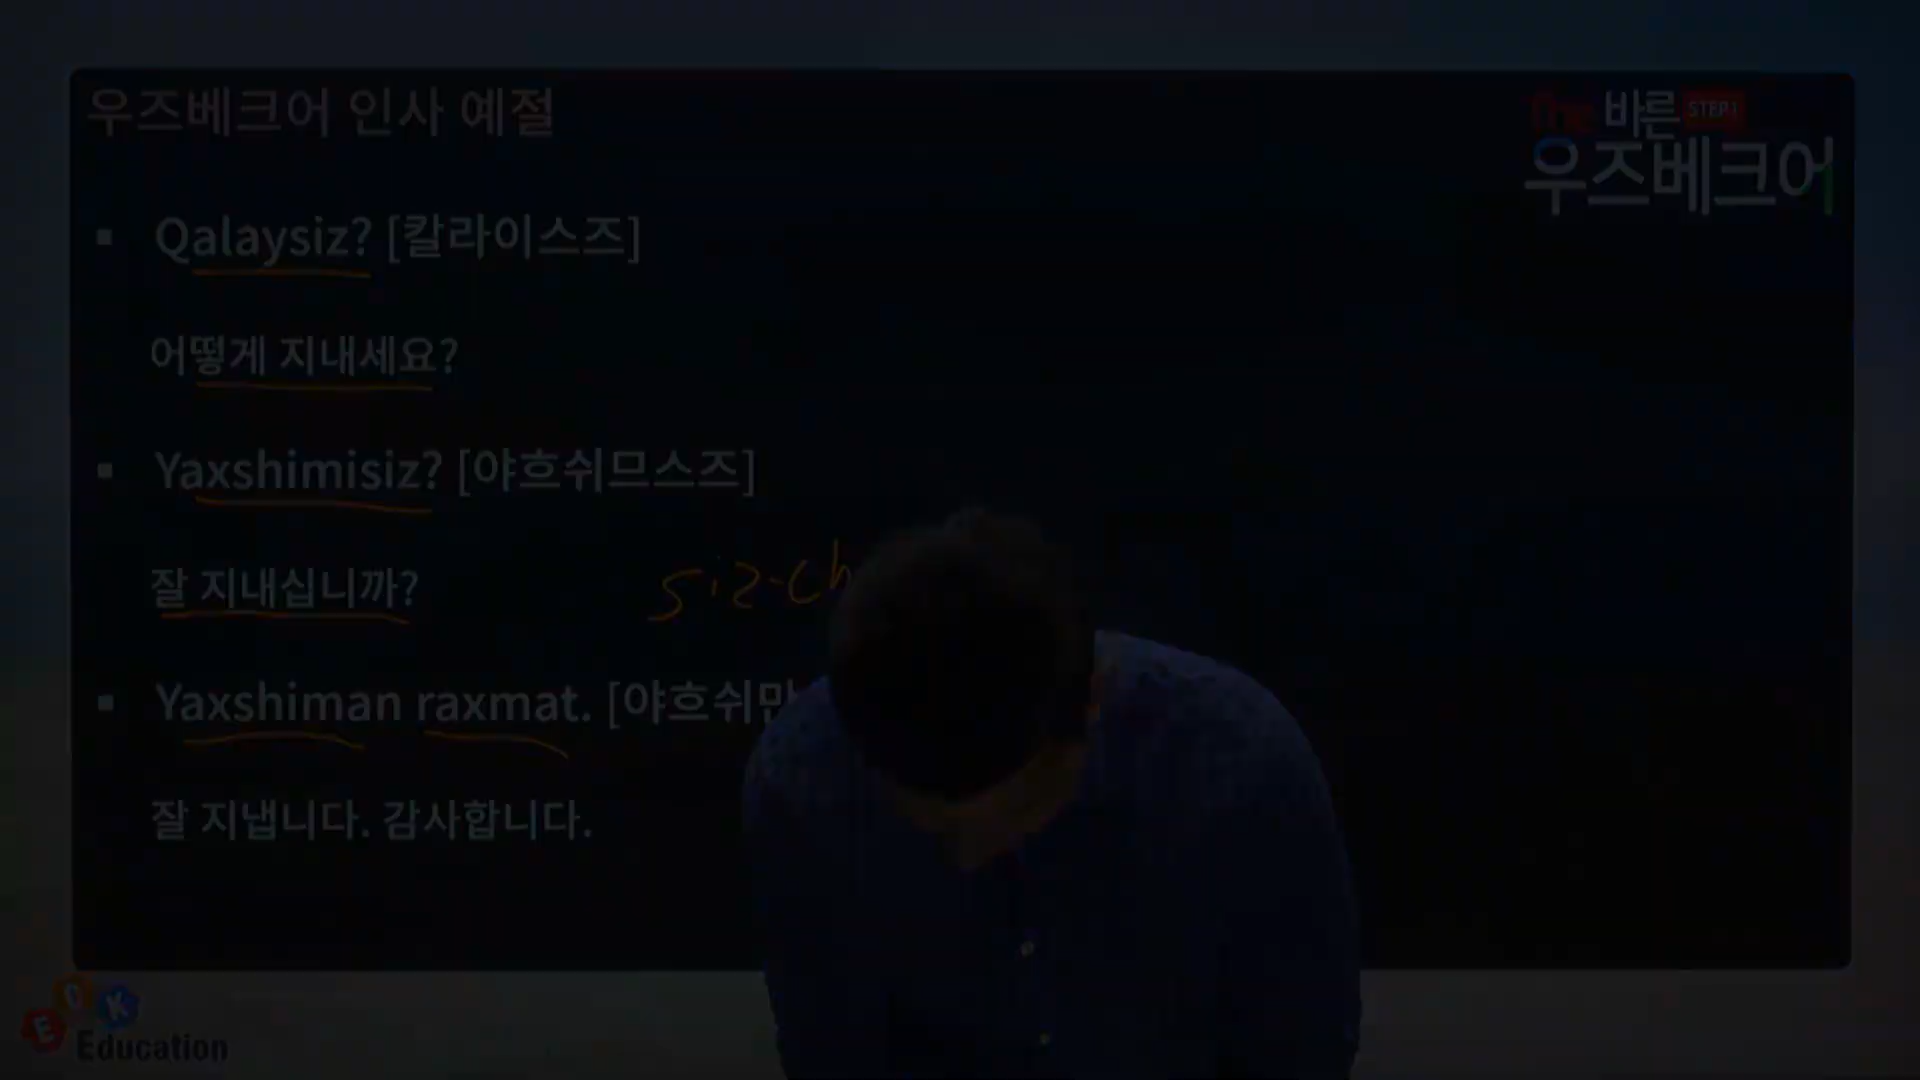 우즈베크어 인사 예절
The 바른 STEP1
우즈베크어
▪ Qalaysiz? [칼라이스즈]
어떻게 지내세요?
▪ Yaxshimisiz? [야흐쉬므스즈]
잘 지내십니까?
siz-ch
▪ Yaxshiman raxmat. [야흐쉬만
잘 지냅니다. 감사합니다.
ECK
Education